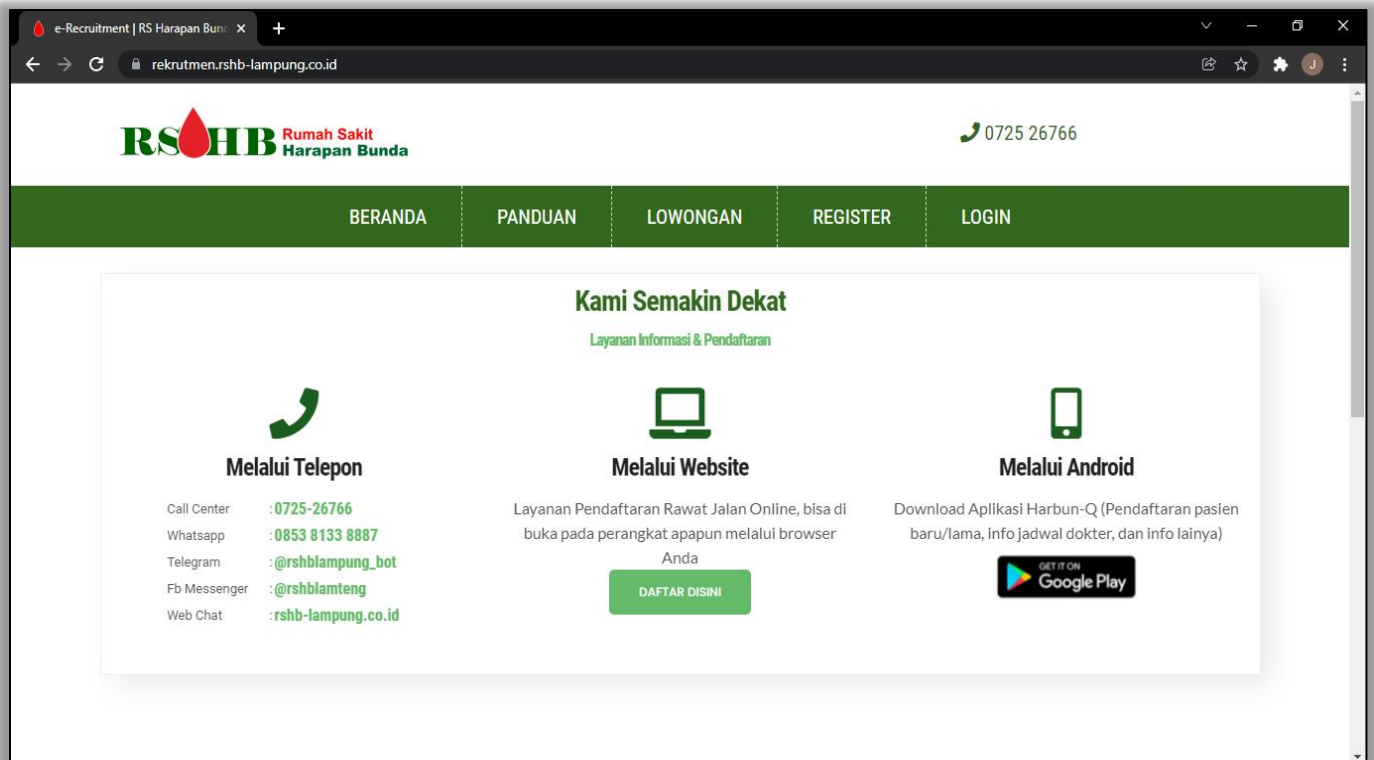 e-Recruitment | RS Harapan Bund
rekrutmen.rshb-lampung.co.id
J
RSHB Rumah Sakit
Harapan Bunda
0725 26766
BERANDA PANDUAN LOWONGAN REGISTER LOGIN
Kami Semakin Dekat
Layanan Informasi & Pendaftaran
Melalui Telepon
Call Center : 0725-26766
Whatsapp : 0853 8133 8887
Telegram : @rshblampung_bot
Fb Messenger : @rshblamteng
Web Chat : rshb-lampung.co.id
Melalui Website
Layanan Pendaftaran Rawat Jalan Online, bisa di
buka pada perangkat apapun melalui browser
Anda
DAFTAR DISINI
Melalui Android
Download Aplikasi Harbun-Q (Pendaftaran pasien
baru/lama, info jadwal dokter, dan info lainya)
GET IT ON
Google Play